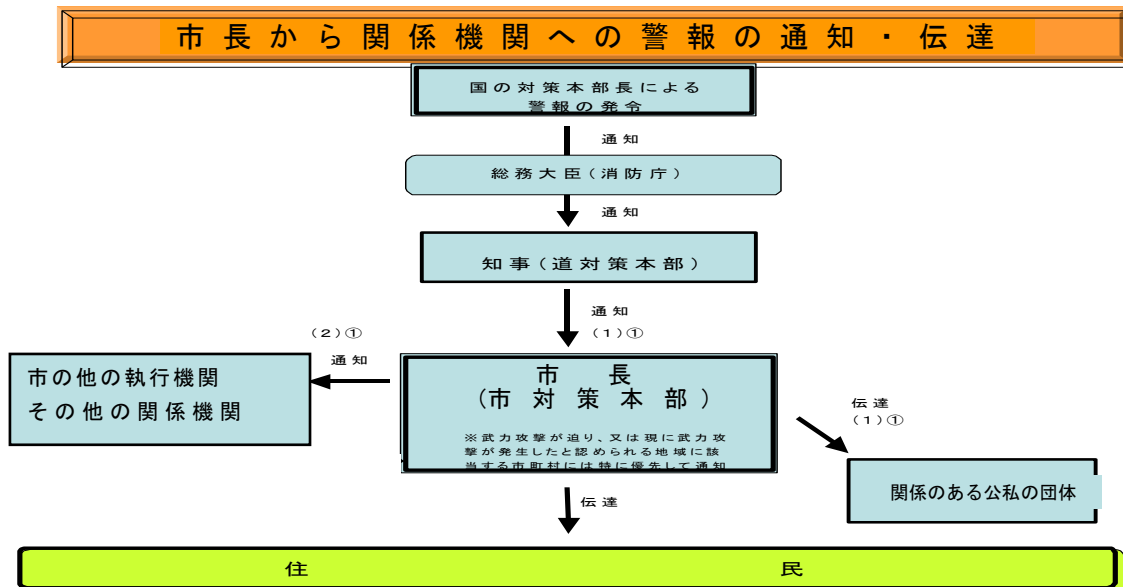 市長から関係機関への警報の通知・伝達
国の対策本部長による
警報の発令
通知
総務大臣(消防庁)
通知
知事(道対策本部)
通知
(1)①
(2)①
通知
市の他の執行機関
その他の関係機関
市長
(市対策本部)
※武力攻撃が迫り、又は現に武力攻
撃が発生したと認められる地域に該
当する市町村には特に優先して通知
伝達
(1)①
関係のある公私の団体
伝達
住民